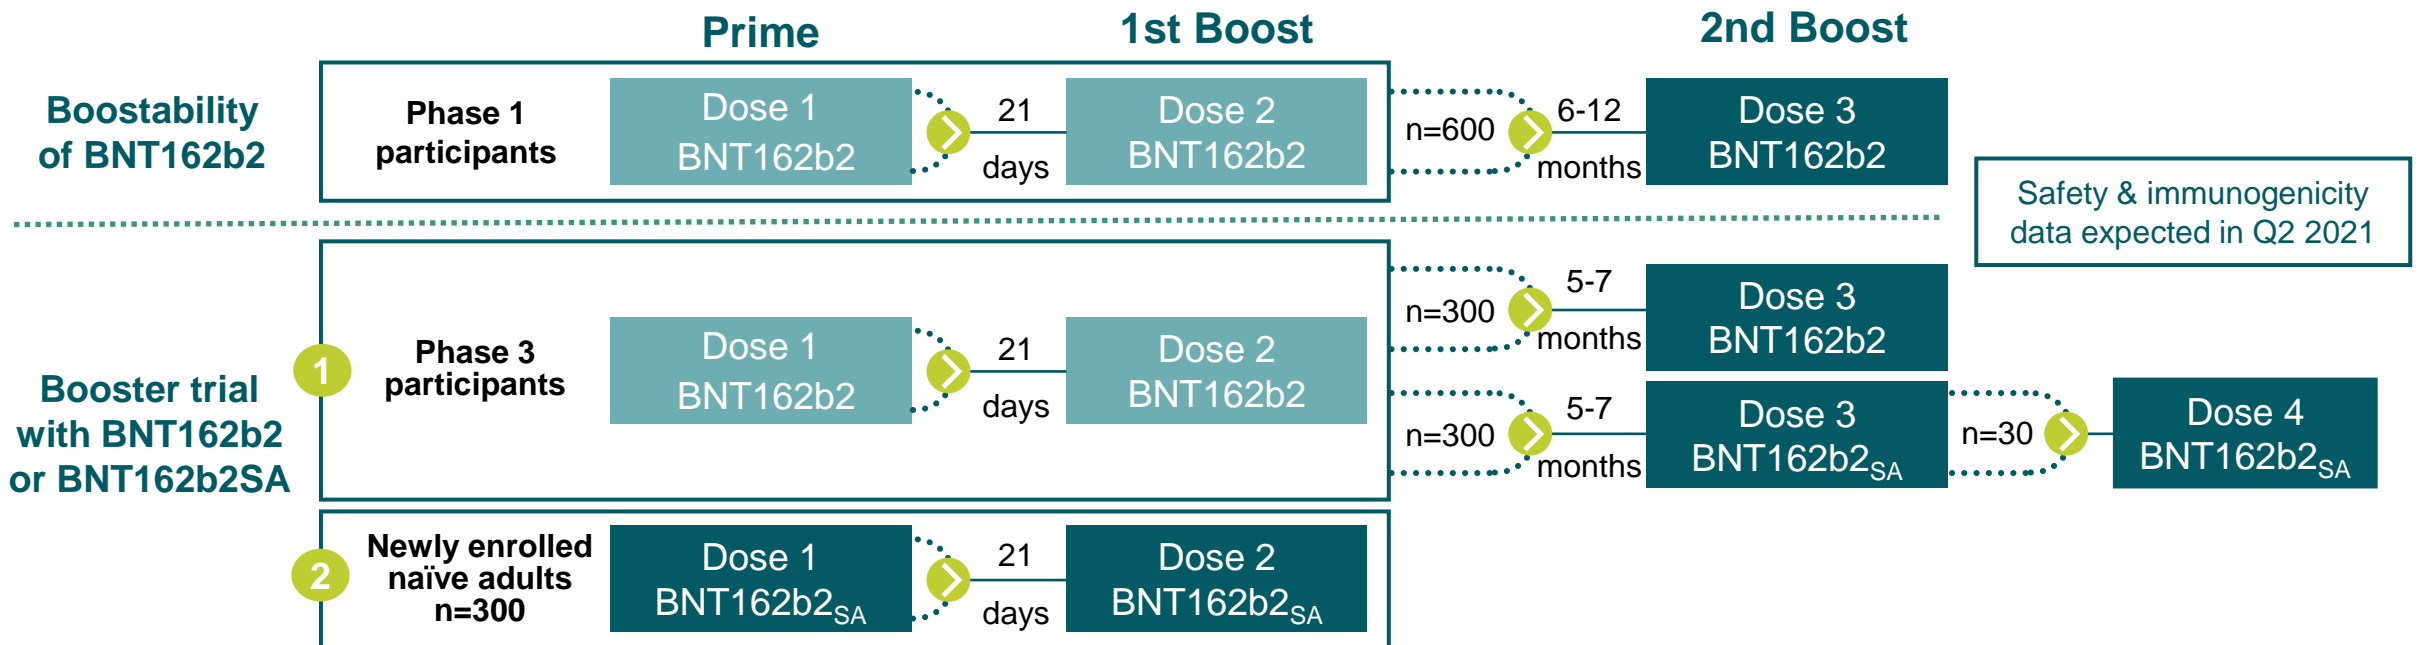 Prime
1st Boost
2nd Boost
Boostability
of BNT162b2
Phase 1
participants
Dose 1
BNT162b2
21
days
Dose 2
BNT162b2
n=600
6-12
months
Dose 3
BNT162b2
Safety & immunogenicity
data expected in Q2 2021
Booster trial
with BNT162b2
or BNT162b2SA
1
Phase 3
participants
Dose 1
BNT162b2
21
days
Dose 2
BNT162b2
n=300
5-7
months
Dose 3
BNT162b2
n=300
5-7
months
Dose 3
BNT162b2SA
n=30
Dose 4
BNT162b2SA
2
Newly enrolled
naïve adults
n=300
Dose 1
BNT162b2SA
21
days
Dose 2
BNT162b2SA